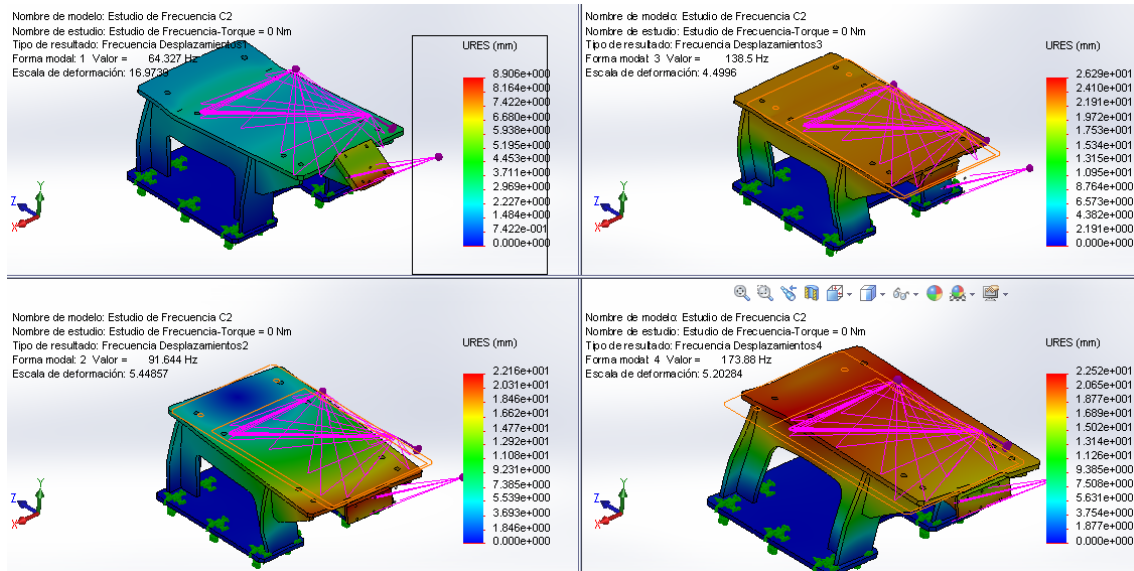 Nombre de modelo: Estudio de Frecuencia C2
Nombre de estudio: Estudio de Frecuencia-Torque = 0 Nm
Tipo de resultado: Frecuencia Desplazamientos1
Forma modal: 1 Valor = 64.327 Hz
Escala de deformación: 16.9739
URES (mm)
8.906e+000
8.164e+000
7.422e+000
6.680e+000
5.938e+000
5.195e+000
4.453e+000
3.711e+000
2.969e+000
2.227e+000
1.484e+000
7.422e-001
0.000e+000
Y
Z
X
Nombre de modelo: Estudio de Frecuencia C2
Nombre de estudio: Estudio de Frecuencia-Torque = 0 Nm
Tipo de resultado: Frecuencia Desplazamientos3
Forma modal: 3 Valor = 138.5 Hz
Escala de deformación: 4.4996
URES (mm)
2.629e+001
2.410e+001
2.191e+001
1.972e+001
1.753e+001
1.534e+001
1.315e+001
1.095e+001
8.764e+000
6.573e+000
4.382e+000
2.191e+000
0.000e+000
Y
Z
X
Nombre de modelo: Estudio de Frecuencia C2
Nombre de estudio: Estudio de Frecuencia-Torque = 0 Nm
Tipo de resultado: Frecuencia Desplazamientos2
Forma modal: 2 Valor = 91.644 Hz
Escala de deformación: 5.44857
URES (mm)
2.216e+001
2.031e+001
1.846e+001
1.662e+001
1.477e+001
1.292e+001
1.108e+001
9.231e+000
7.385e+000
5.539e+000
3.693e+000
1.846e+000
0.000e+000
Y
Z
X
Nombre de modelo: Estudio de Frecuencia C2
Nombre de estudio: Estudio de Frecuencia-Torque = 0 Nm
Tipo de resultado: Frecuencia Desplazamientos4
Forma modal: 4 Valor = 173.88 Hz
Escala de deformación: 5.20284
URES (mm)
2.252e+001
2.065e+001
1.877e+001
1.689e+001
1.502e+001
1.314e+001
1.126e+001
9.385e+000
7.508e+000
5.631e+000
3.754e+000
1.877e+000
0.000e+000
Y
Z
X